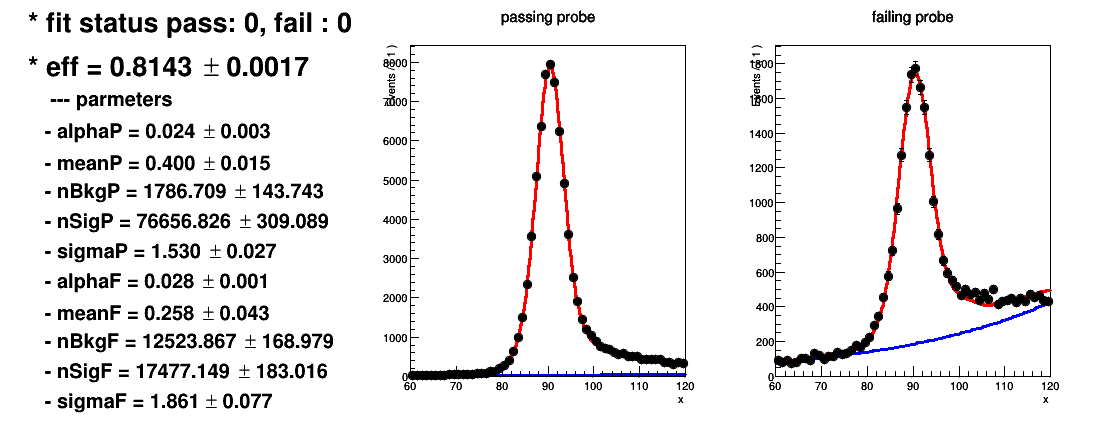 * fit status pass: 0, fail : 0
* eff = 0.8143 ± 0.0017
--- parmeters
- alphaP = 0.024 ± 0.003
- meanP = 0.400 ± 0.015
- nBkgP = 1786.709 ± 143.743
- nSigP = 76656.826 ± 309.089
- sigmaP = 1.530 ± 0.027
- alphaF = 0.028 ± 0.001
- meanF = 0.258 ± 0.043
- nBkgF = 12523.867 ± 168.979
- nSigF = 17477.149 ± 183.016
- sigmaF = 1.861 ± 0.077
passing probe
8000
7000
6000
5000
4000
3000
2000
1000
0
60 70 80 90 100 110 120
x
failing probe
1800
1600
1400
1200
1000
800
600
400
200
0
60 70 80 90 100 110 120
x